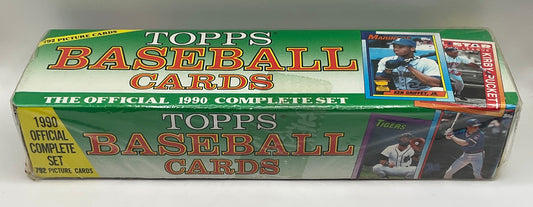 792 PICTURE CARDS
TOPPS
BASEBALL
CARDS
THE OFFICIAL 1990 COMPLETE SET
MARINERS
KEN GRIFFEY, JR.
STAR
KIRBY PUCKETT
1990
OFFICIAL
COMPLETE
SET
792 PICTURE CARDS
TOPPS
BASEBALL
CARDS
TIGERS